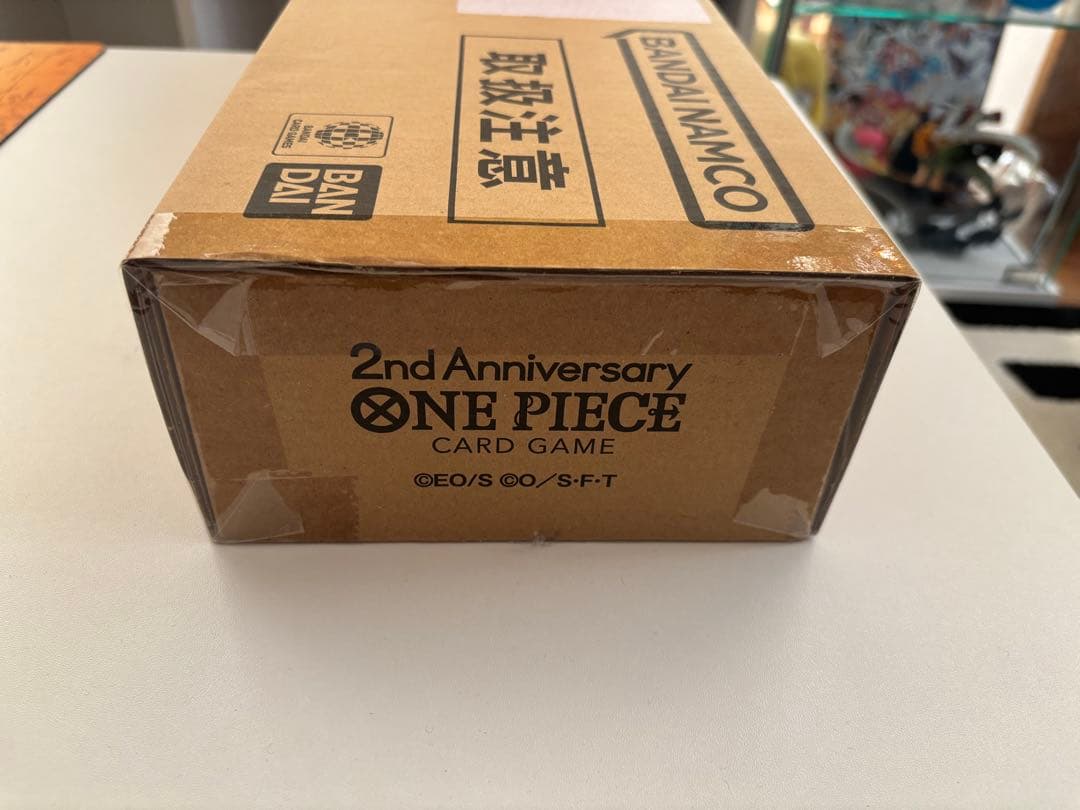 BANDAI NAMCO
取扱注意
BANDAI
CARD GAMES
BAN
DAI
2nd Anniversary
ONE PIECE
CARD GAME
©EO/S ©O／S・F・T